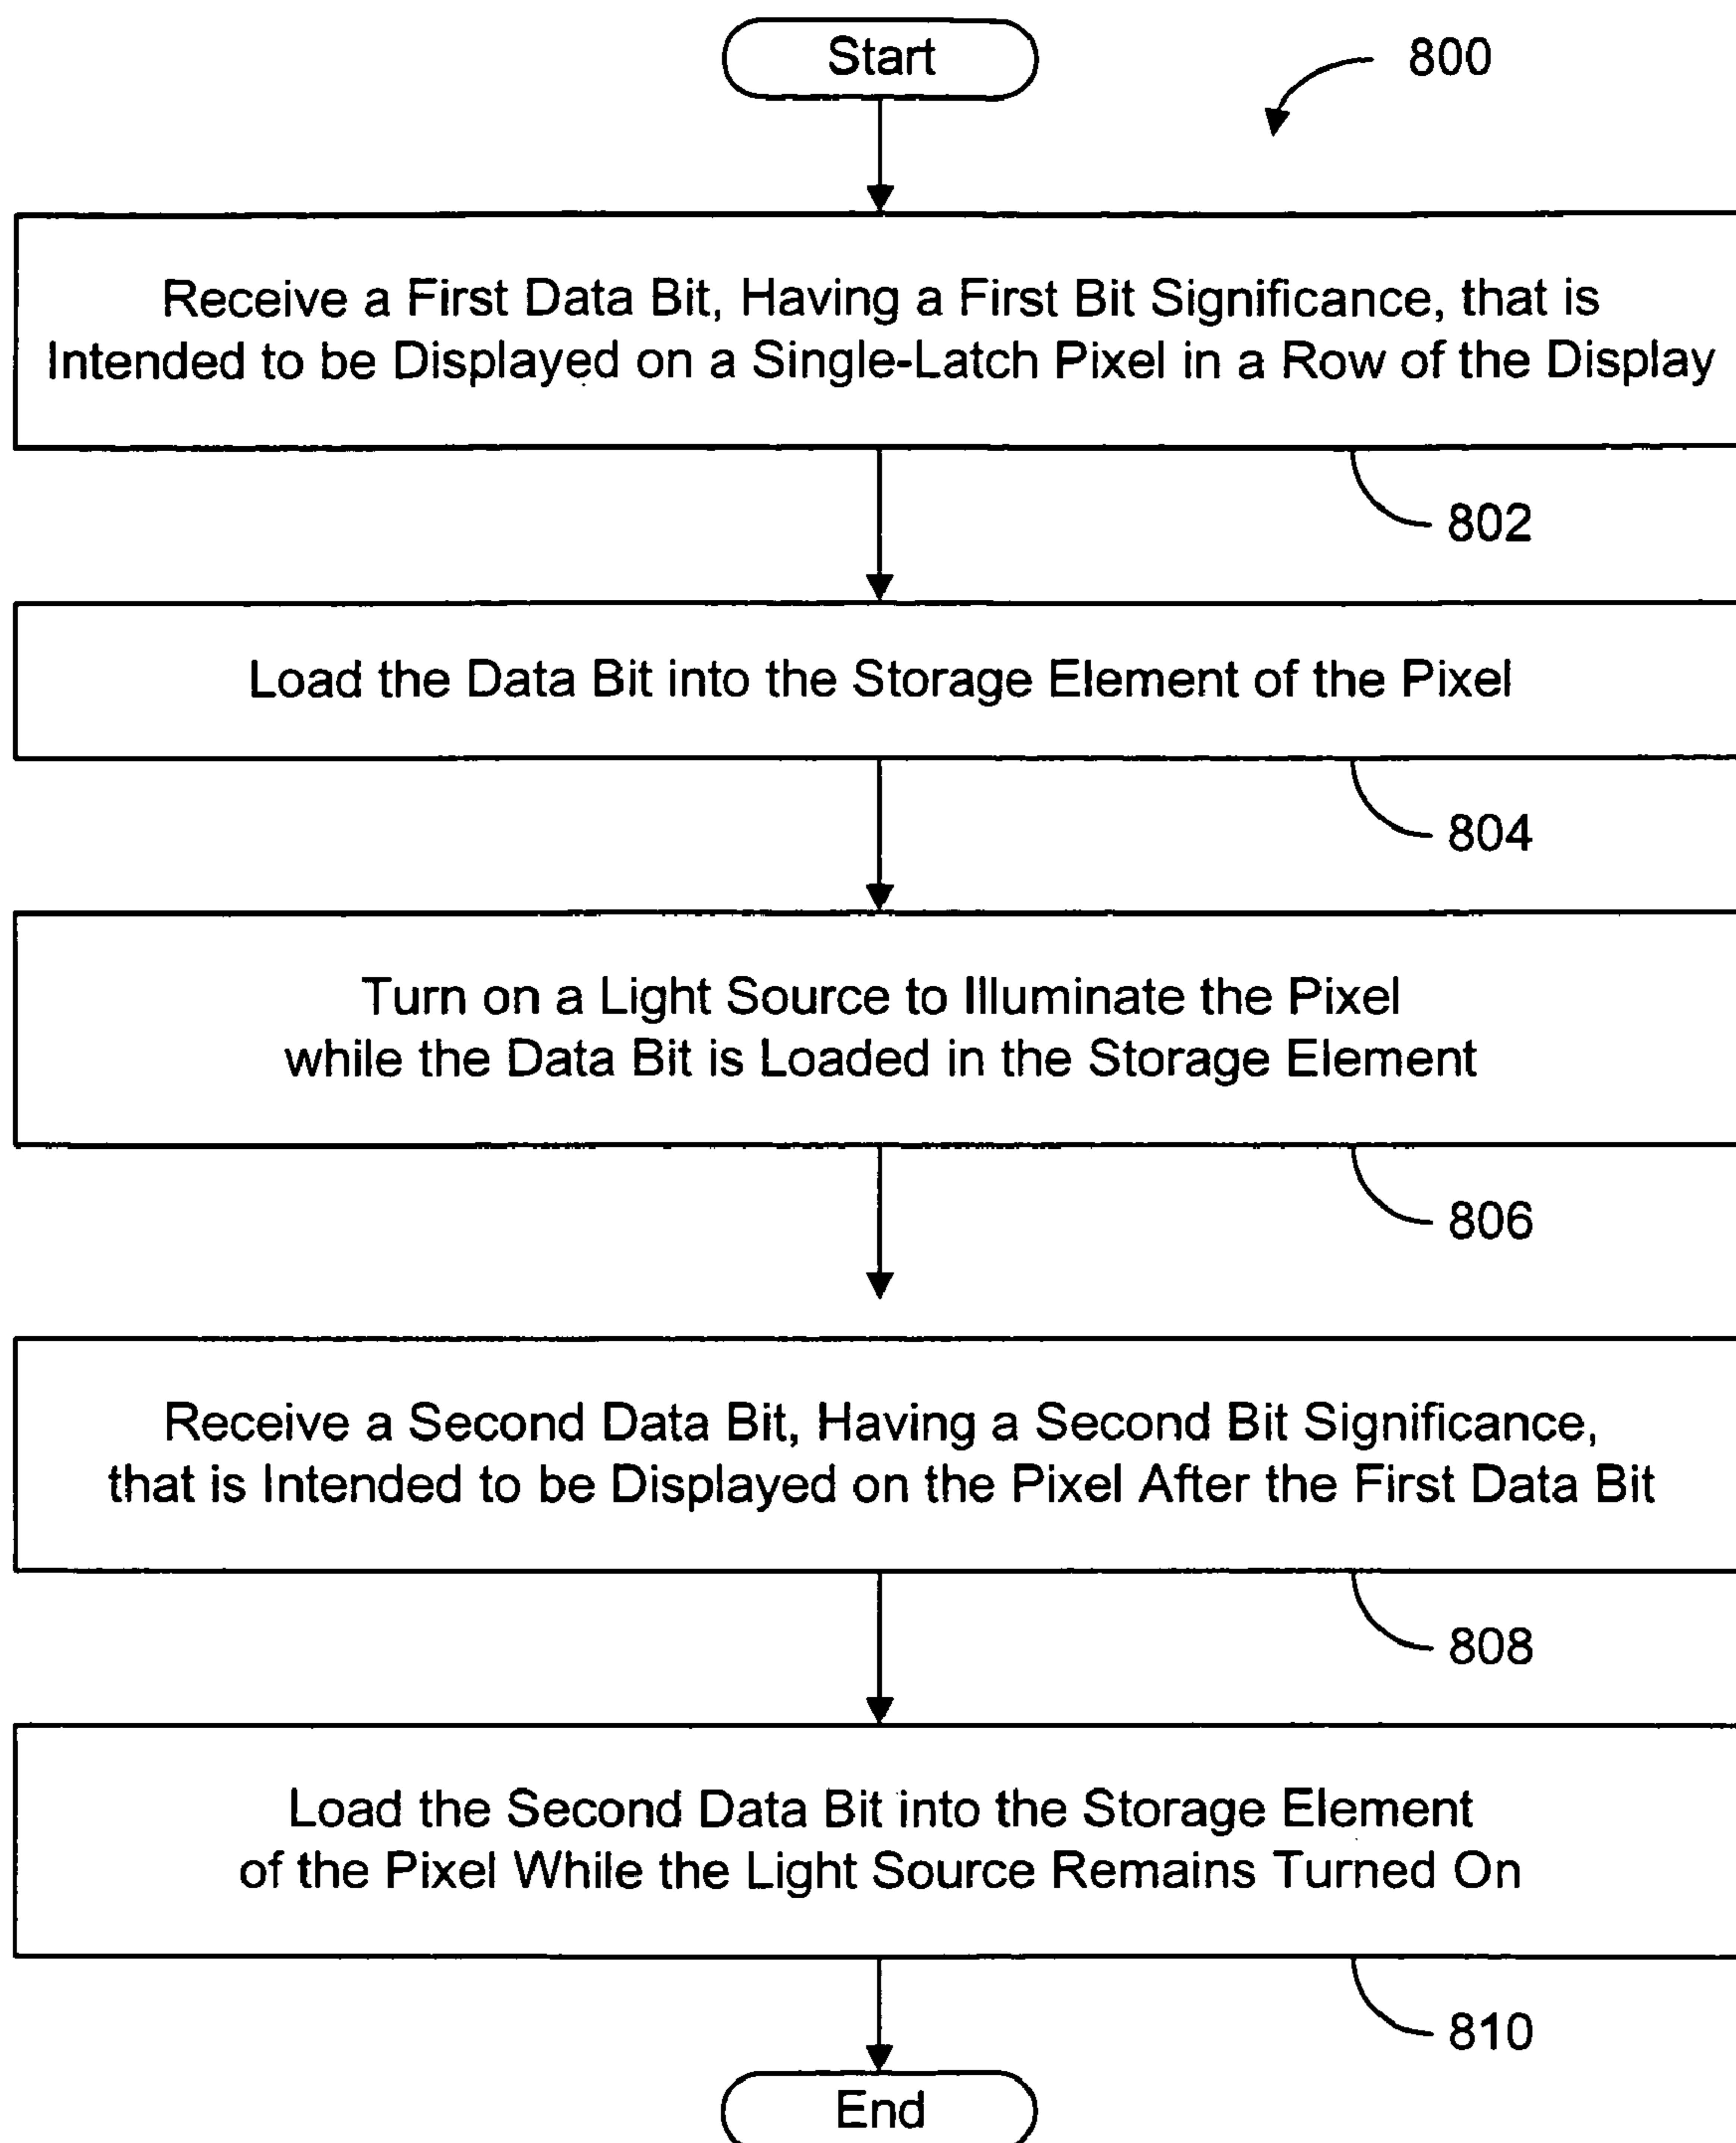 Start
800
Receive a First Data Bit, Having a First Bit Significance, that is
Intended to be Displayed on a Single-Latch Pixel in a Row of the Display
802
Load the Data Bit into the Storage Element of the Pixel
804
Turn on a Light Source to Illuminate the Pixel
while the Data Bit is Loaded in the Storage Element
806
Receive a Second Data Bit, Having a Second Bit Significance,
that is Intended to be Displayed on the Pixel After the First Data Bit
808
Load the Second Data Bit into the Storage Element
of the Pixel While the Light Source Remains Turned On
810
End